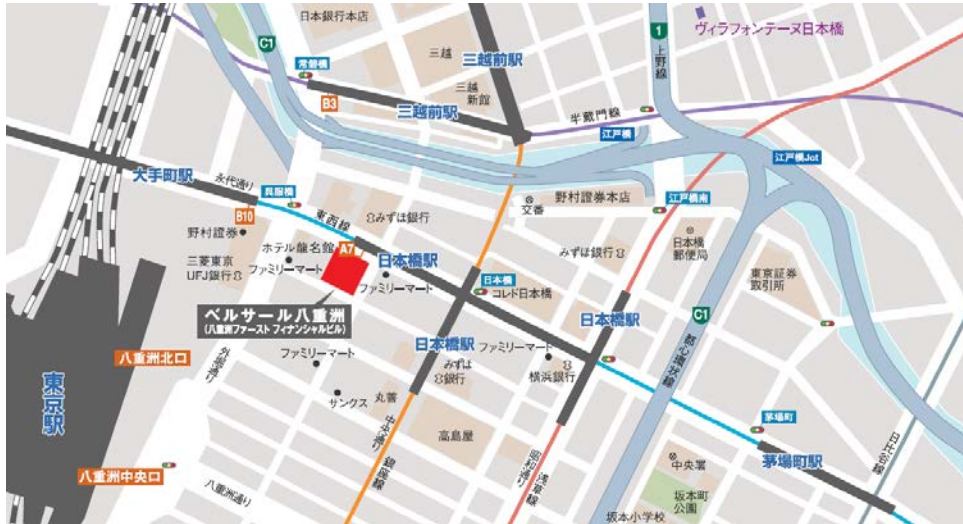 日本銀行本店
C1
三越
三越前駅
1
上野線
ヴィラフォンテーヌ日本橋
常盤橋
B3
三越
新館
三越前駅
半蔵門線
江戸橋
江戸橋Jct
大手町駅
永代通り
呉服橋
B10
東西線
みずほ銀行
交番
野村證券本店
江戸橋南
野村證券
ホテル龍名館
A7
日本橋駅
みずほ銀行
日本橋
郵便局
三菱東京
UFJ銀行
ファミリーマート
ファミリーマート
日本橋
コレド日本橋
東京証券
取引所
ベルサール八重洲
(八重洲ファースト フィナンシャルビル)
日本橋駅
C1
都心環状線
八重洲北口
外堀通り
ファミリーマート
日本橋駅
みずほ
銀行
ファミリーマート
横浜銀行
東京駅
サンクス
丸善
中央通り
銀座線
高島屋
昭和通り
浅草線
茅場町
茅場町駅
日比谷線
八重洲中央口
八重洲通り
中央署
坂本町
公園
坂本小学校